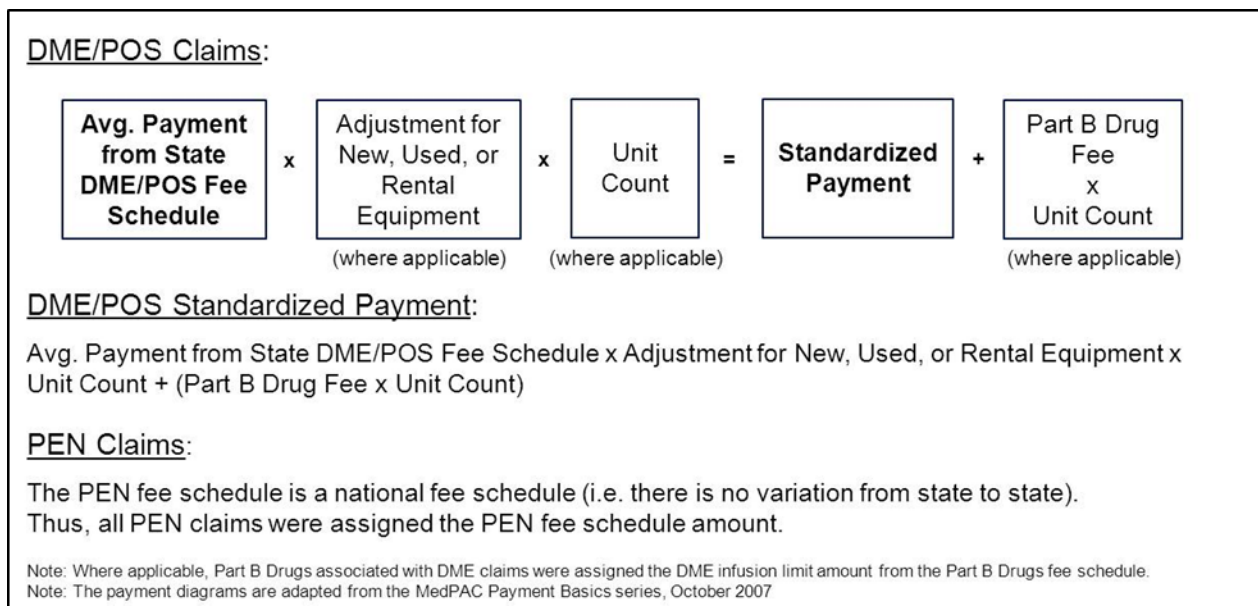 DME/POS Claims:
Avg. Payment
from State
DME/POS Fee
Schedule
x
Adjustment for
New, Used, or
Rental
Equipment
(where applicable)
x
Unit
Count
(where applicable)
=
Standardized
Payment
+
Part B Drug
Fee
x
Unit Count
(where applicable)
DME/POS Standardized Payment:
Avg. Payment from State DME/POS Fee Schedule x Adjustment for New, Used, or Rental Equipment x
Unit Count + (Part B Drug Fee x Unit Count)
PEN Claims:
The PEN fee schedule is a national fee schedule (i.e. there is no variation from state to state).
Thus, all PEN claims were assigned the PEN fee schedule amount.
Note: Where applicable, Part B Drugs associated with DME claims were assigned the DME infusion limit amount from the Part B Drugs fee schedule.
Note: The payment diagrams are adapted from the MedPAC Payment Basics series, October 2007